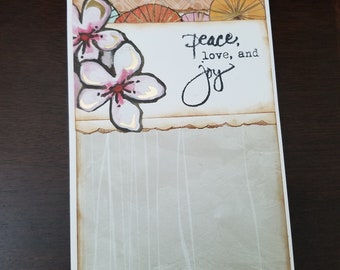 peace,
love, and
joy